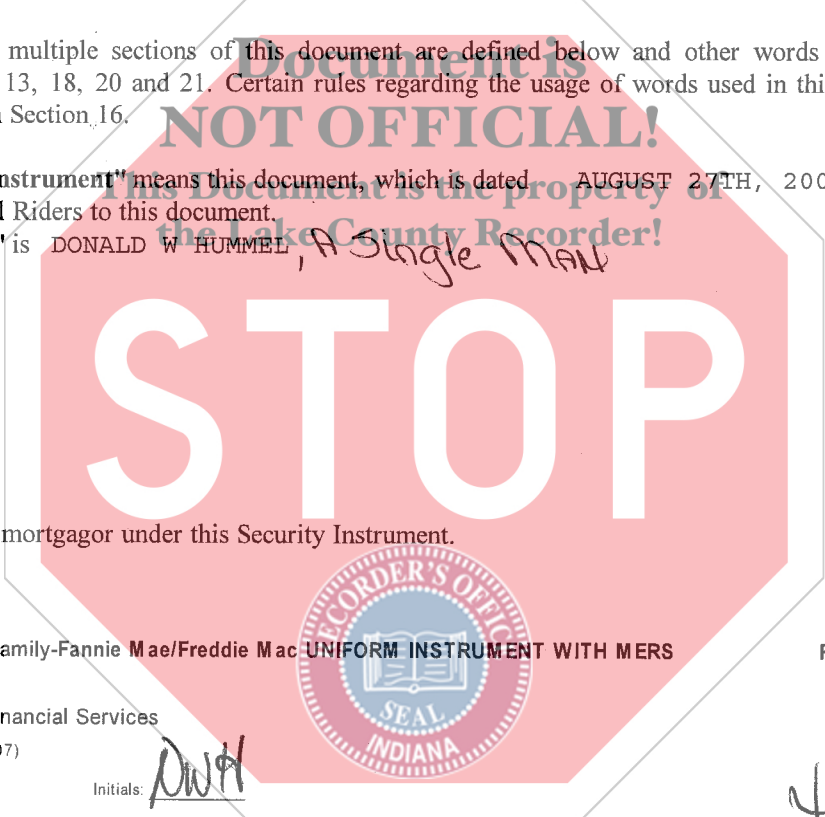 multiple sections of this document are defined below and other words
13, 18, 20 and 21. Certain rules regarding the usage of words used in thi
Section 16.
Document is
NOT OFFICIAL!
This Document is the property of
the Lake County Recorder!
nstrument" means this document, which is dated AUGUST 27TH, 200
Riders to this document.
" is DONALD W HUMMEL, A Single MAN
STOP
mortgagor under this Security Instrument.
RECORDER'S OFFIC
SEAL
INDIANA
amily-Fannie Mae/Freddie Mac UNIFORM INSTRUMENT WITH MERS
nancial Services
07)
Initials: DWH